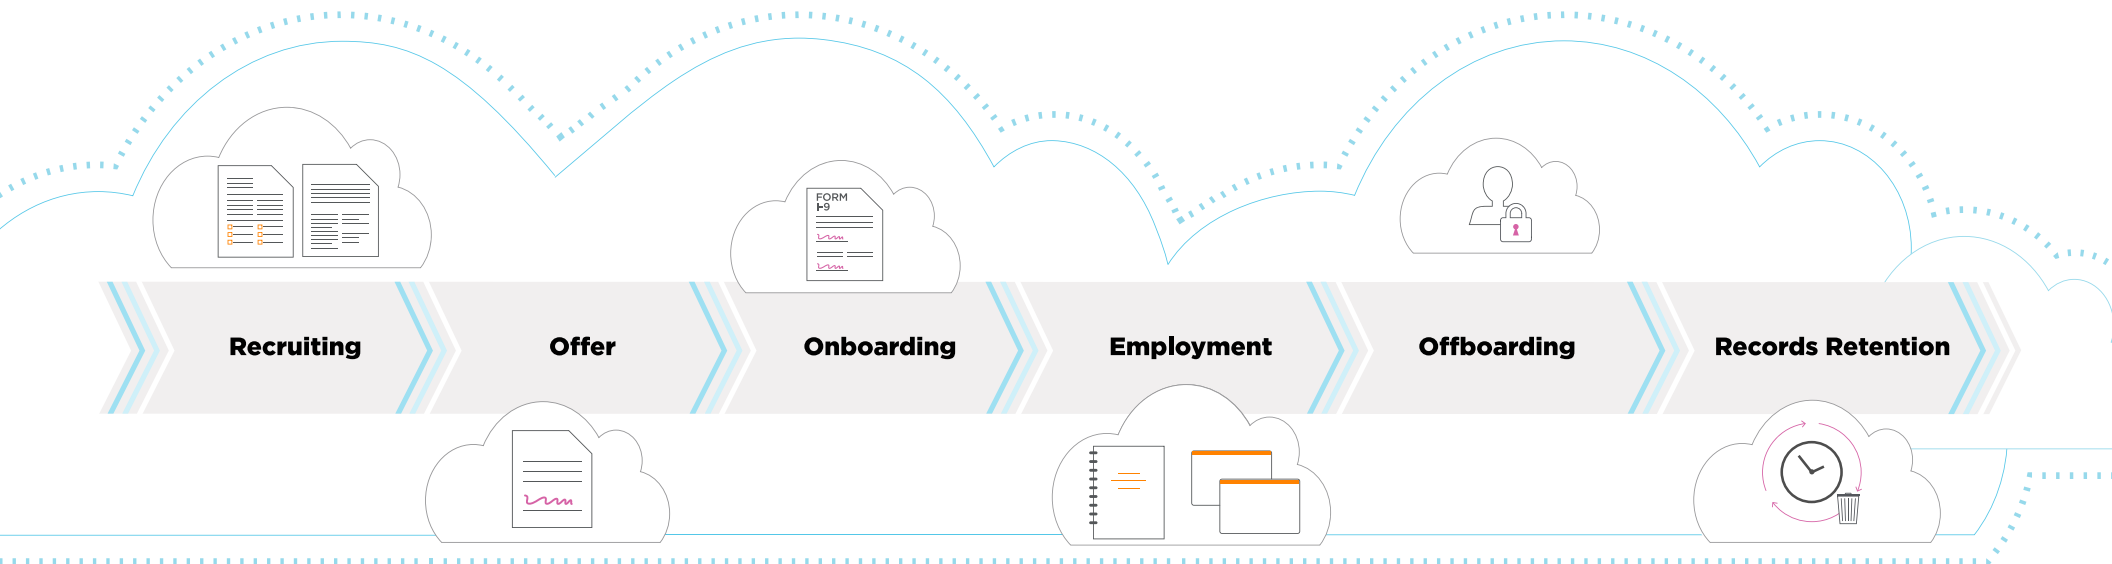 FORM
I-9
Recruiting
Offer
Onboarding
Employment
Offboarding
Records Retention